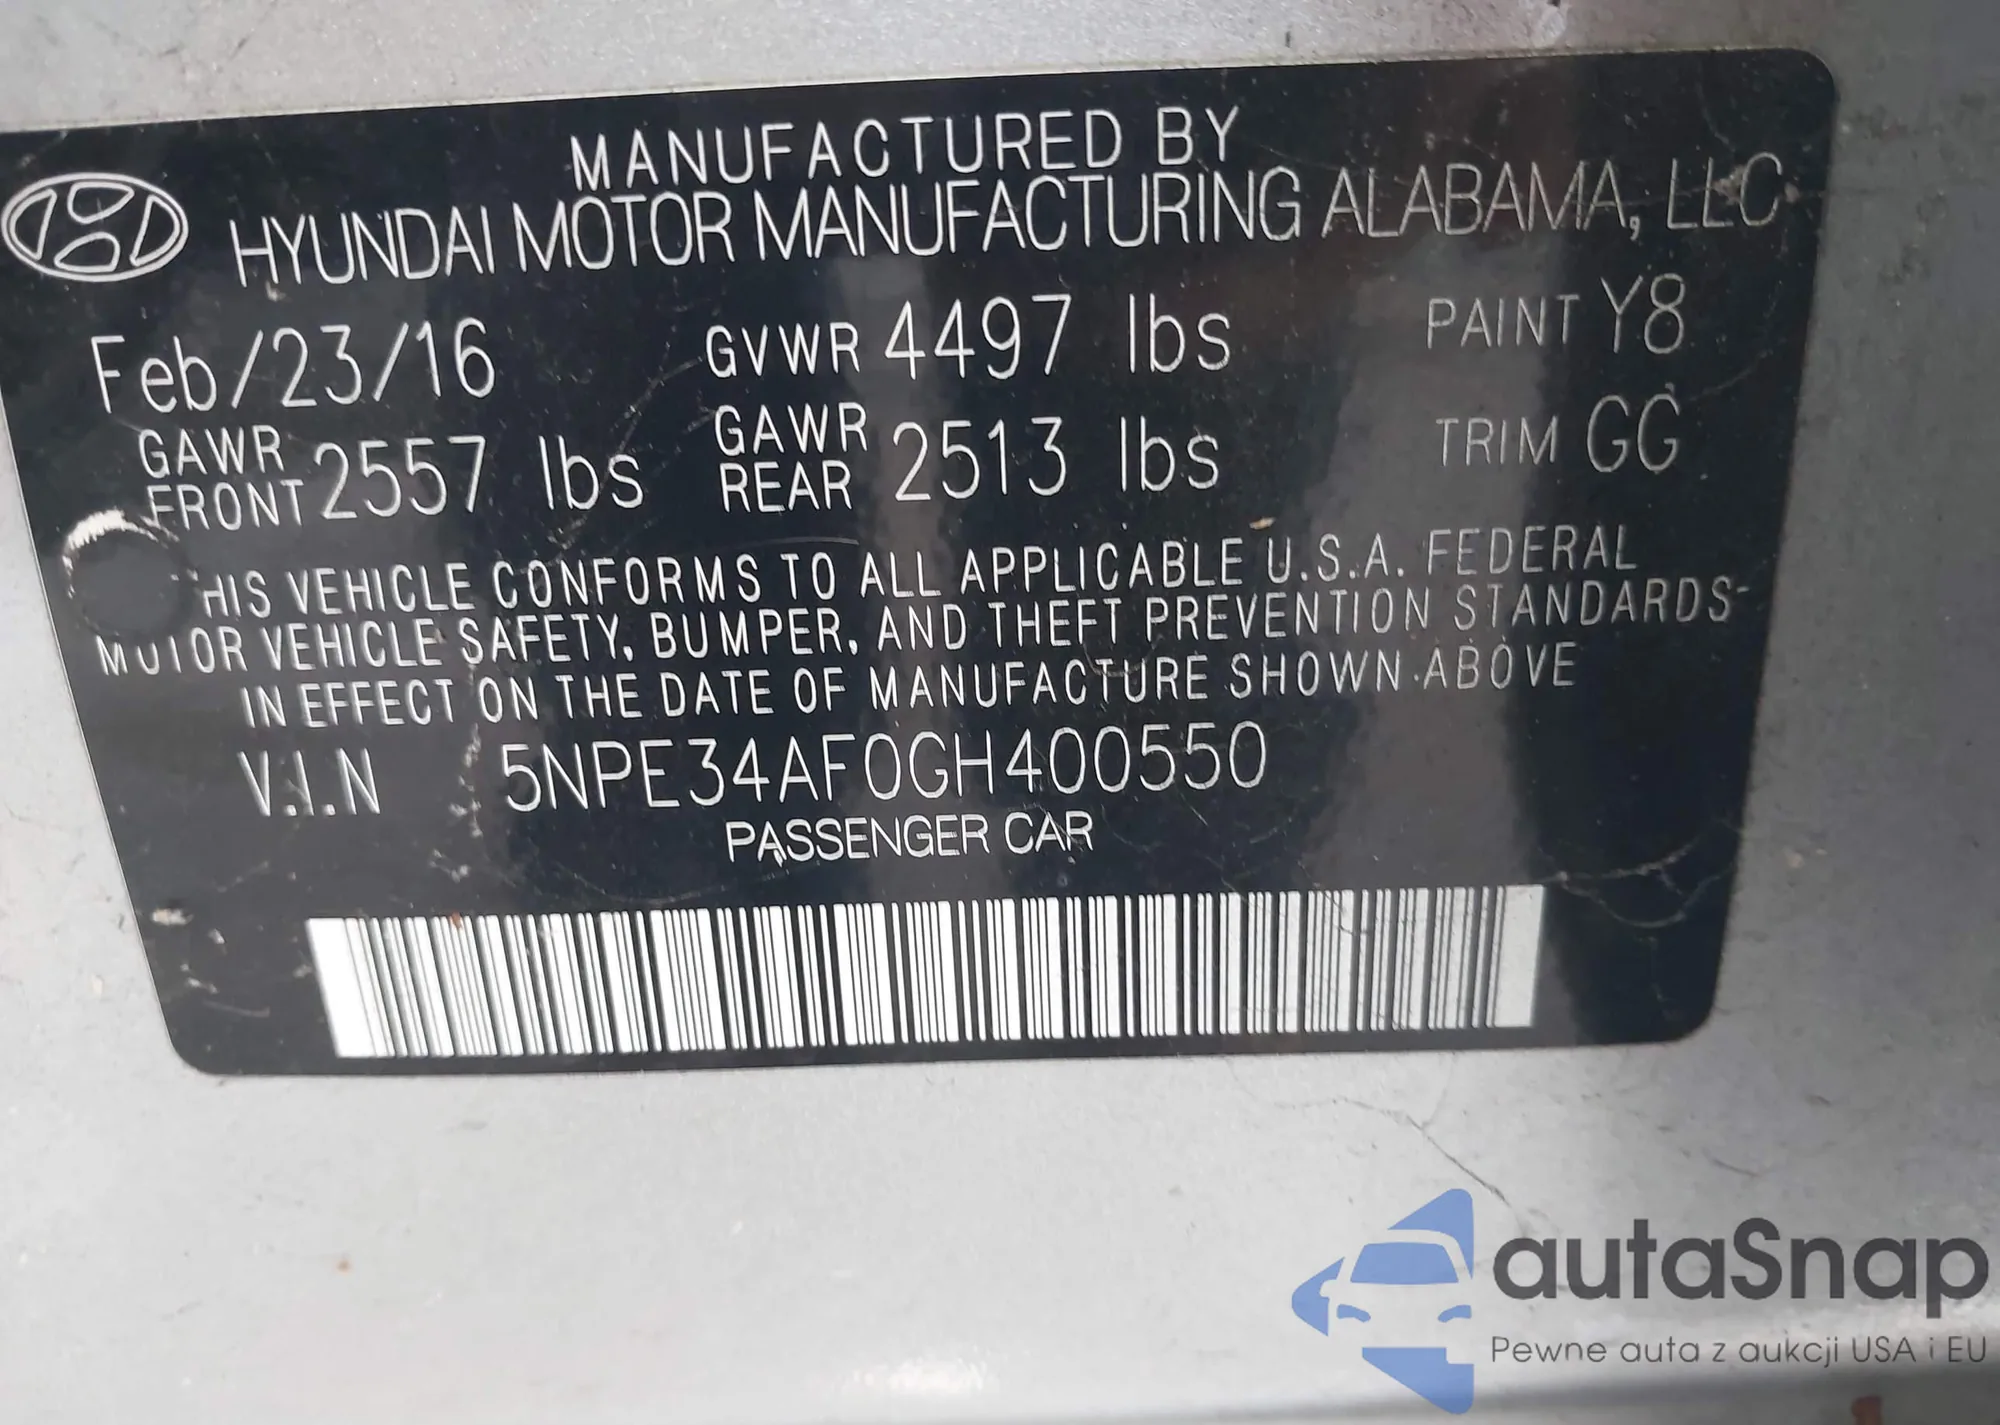 MANUFACTURED BY
HYUNDAI MOTOR MANUFACTURING ALABAMA, LLC
Feb/23/16 GVWR 4497 lbs PAINT Y8
GAWR FRONT 2557 lbs GAWR REAR 2513 lbs TRIM GG
THIS VEHICLE CONFORMS TO ALL APPLICABLE U.S.A. FEDERAL
MOTOR VEHICLE SAFETY, BUMPER, AND THEFT PREVENTION STANDARDS
IN EFFECT ON THE DATE OF MANUFACTURE SHOWN ABOVE
V.I.N 5NPE34AF0GH400550
PASSENGER CAR
autaSnap
Pewne auta z aukcji USA i EU